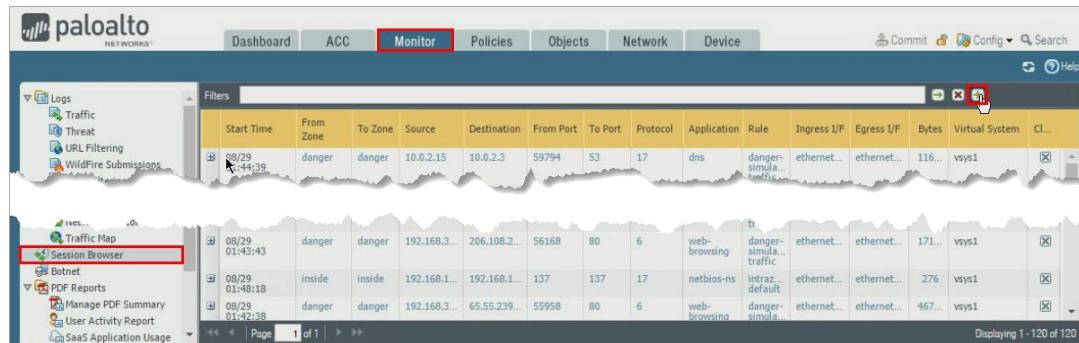 paloalto
NETWORKS
Dashboard ACC Monitor Policies Objects Network Device Commit Config Search
Help
Logs
Traffic
Threat
URL Filtering
WildFire Submissions
Filters
Start Time From Zone To Zone Source Destination From Port To Port Protocol Application Rule Ingress I/F Egress I/F Bytes Virtual System Cl...
08/29 01:44:39 danger danger 10.0.2.15 10.0.2.3 59794 53 17 dns danger-simula... traffic ethernet... ethernet... 116... vsys1
Traffic Map
Session Browser
Botnet
PDF Reports
Manage PDF Summary
User Activity Report
SaaS Application Usage
08/29 01:43:43 danger danger 192.168.3... 206.108.2... 56168 80 6 web-browsing danger-simula... traffic ethernet... ethernet... 171... vsys1
08/29 01:48:18 inside inside 192.168.1... 192.168.1... 137 137 17 netbios-ns intraz... default ethernet... ethernet... 276 vsys1
08/29 01:42:38 danger danger 192.168.3... 65.55.239... 55958 80 6 web-browsing danger-simula... ethernet... ethernet... 467... vsys1
Page 1 of 1
Displaying 1 - 120 of 120